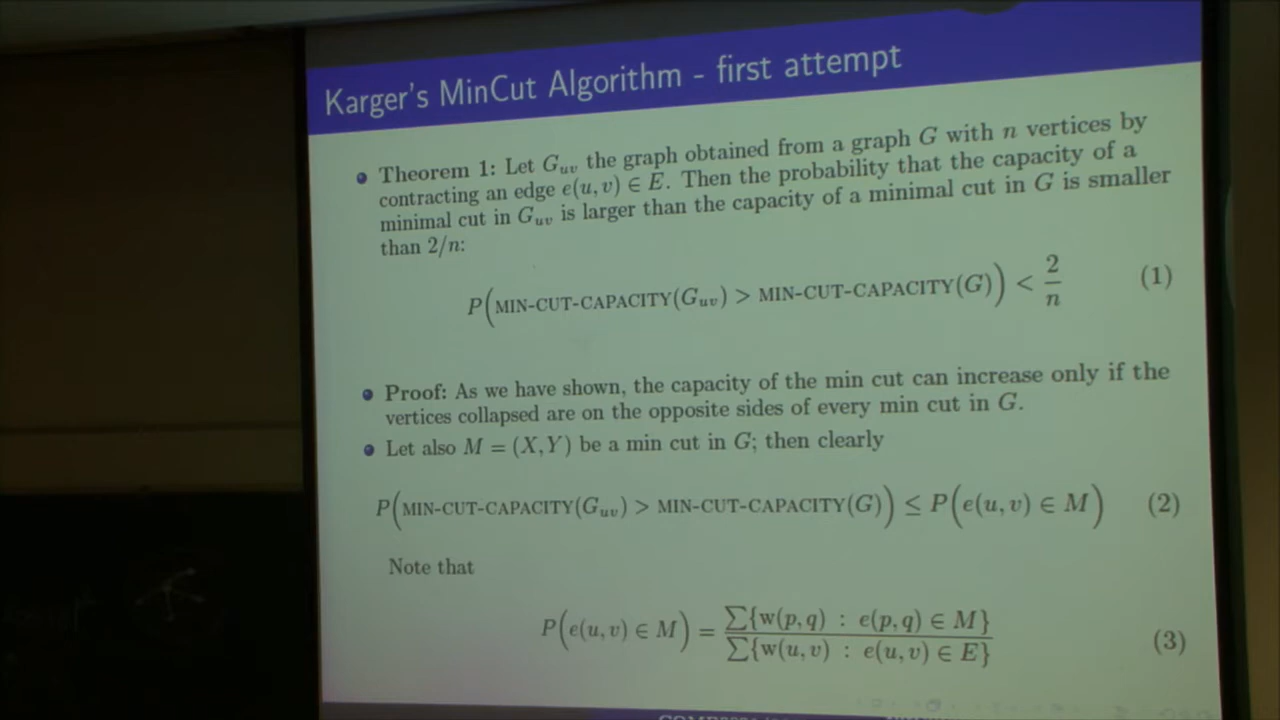 Karger's MinCut Algorithm - first attempt
Theorem 1: Let G_uv the graph obtained from a graph G with n vertices by
contracting an edge e(u, v) ∈ E. Then the probability that the capacity of a
minimal cut in G_uv is larger than the capacity of a minimal cut in G is smaller
than 2/n:
P(MIN-CUT-CAPACITY(G_uv) > MIN-CUT-CAPACITY(G)) < 2/n (1)
Proof: As we have shown, the capacity of the min cut can increase only if the
vertices collapsed are on the opposite sides of every min cut in G.
Let also M = (X, Y) be a min cut in G; then clearly
P(MIN-CUT-CAPACITY(G_uv) > MIN-CUT-CAPACITY(G)) ≤ P(e(u, v) ∈ M) (2)
Note that
P(e(u, v) ∈ M) = ∑{w(p, q) : e(p, q) ∈ M} / ∑{w(u, v) : e(u, v) ∈ E} (3)